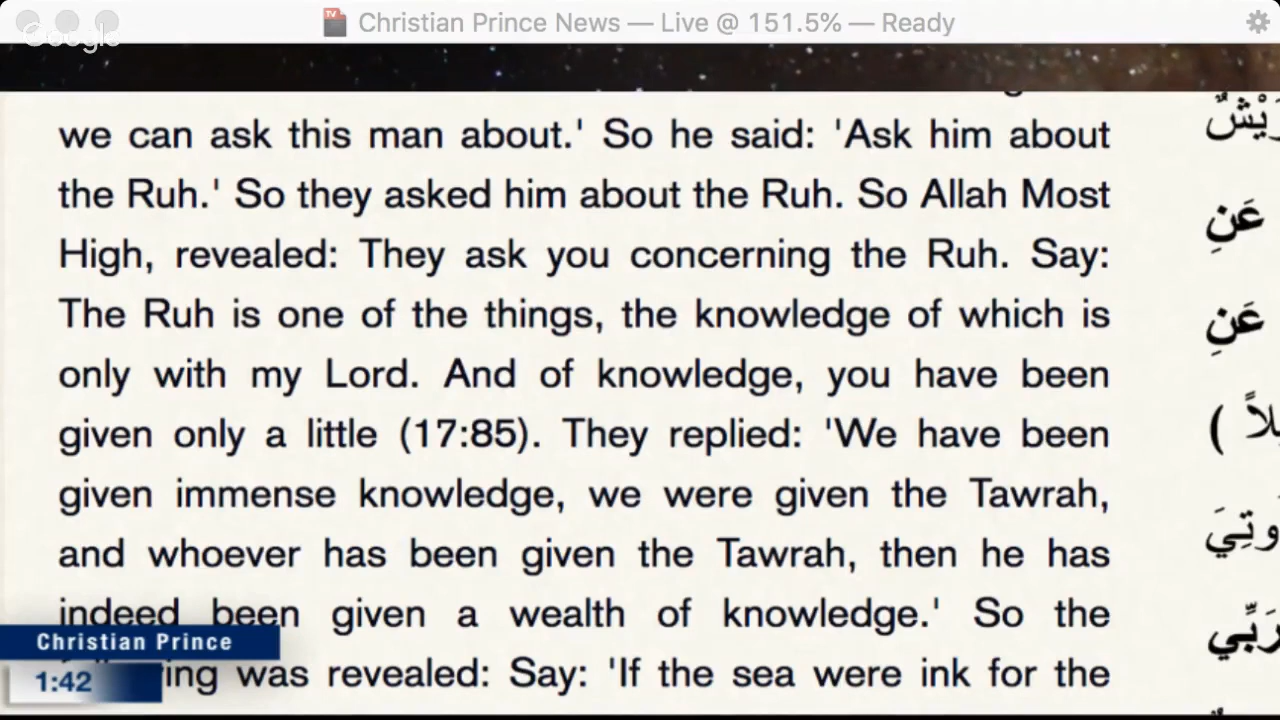 Christian Prince News — Live @ 151.5% — Ready
Google
we can ask this man about.' So he said: 'Ask him about
the Ruh.' So they asked him about the Ruh. So Allah Most
High, revealed: They ask you concerning the Ruh. Say:
The Ruh is one of the things, the knowledge of which is
only with my Lord. And of knowledge, you have been
given only a little (17:85). They replied: 'We have been
given immense knowledge, we were given the Tawrah,
and whoever has been given the Tawrah, then he has
indeed been given a wealth of knowledge.' So the
was revealed: Say: 'If the sea were ink for the
عَنِ
عَنِ
Christian Prince
1:42